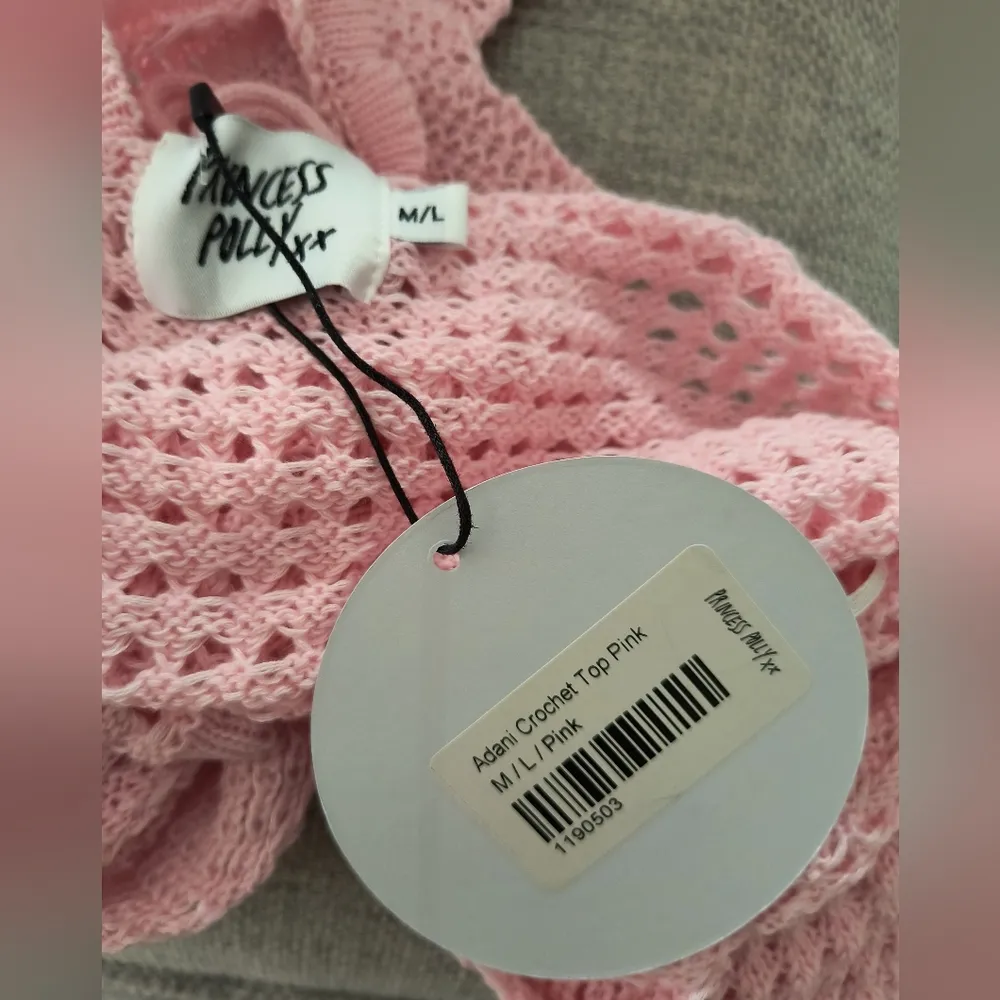 PRINCESS
POLLY xx
M/L
PRINCESS POLLY xx
Adani Crochet Top Pink
M / L / Pink
1190503